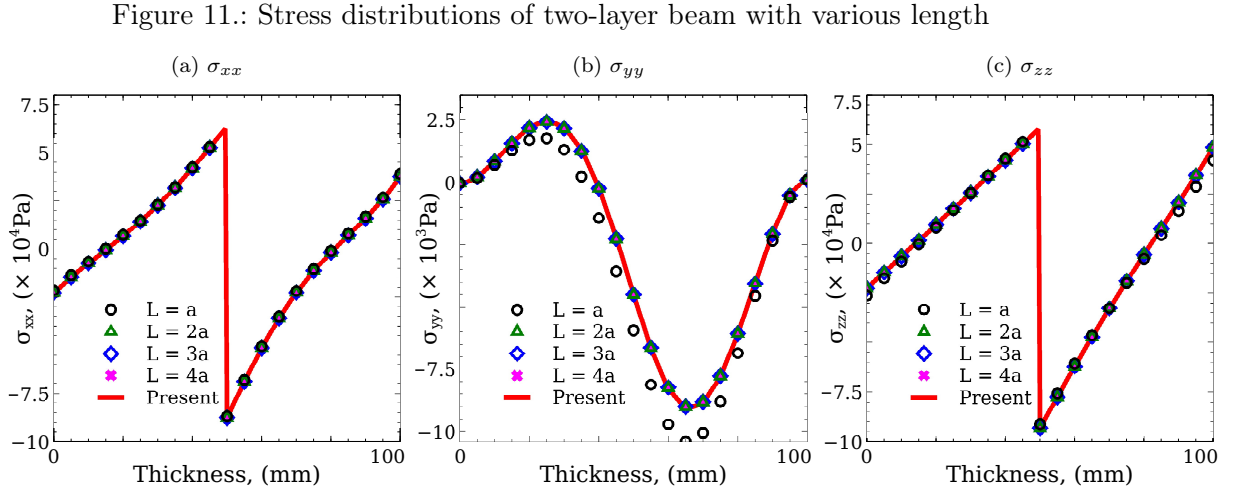 Figure 11.: Stress distributions of two-layer beam with various length
(a) σxx
(b) σyy
(c) σzz
7.5
5
0
−7.5
−10
σxx, (× 10⁴Pa)
L = a
L = 2a
L = 3a
L = 4a
Present
0
100
Thickness, (mm)
2.5
0
−7.5
−10
σyy, (× 10³Pa)
L = a
L = 2a
L = 3a
L = 4a
Present
0
100
Thickness, (mm)
7.5
5
0
−7.5
−10
σzz, (× 10⁴Pa)
L = a
L = 2a
L = 3a
L = 4a
Present
0
100
Thickness, (mm)